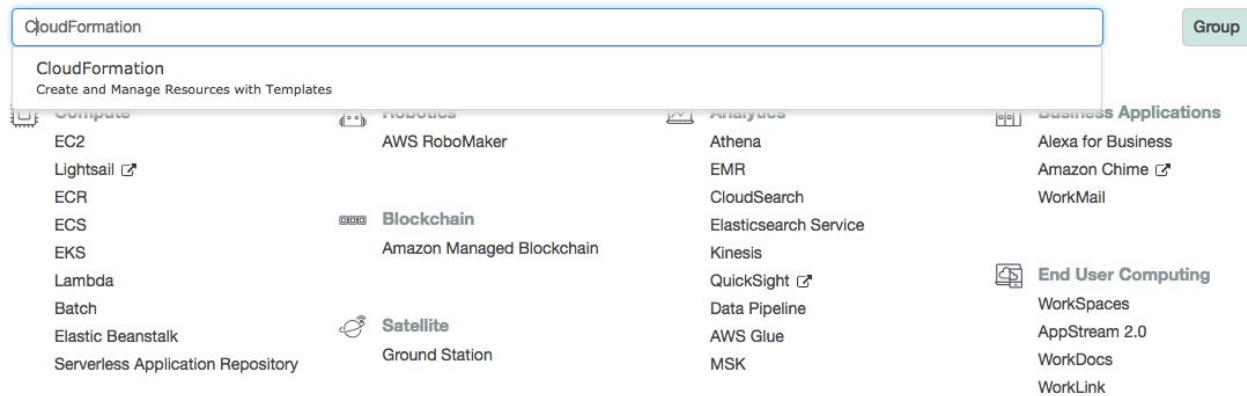 CloudFormation
Group
CloudFormation
Create and Manage Resources with Templates
Compute
EC2
Lightsail
ECR
ECS
EKS
Lambda
Batch
Elastic Beanstalk
Serverless Application Repository
Robotics
AWS RoboMaker
Blockchain
Amazon Managed Blockchain
Satellite
Ground Station
Analytics
Athena
EMR
CloudSearch
Elasticsearch Service
Kinesis
QuickSight
Data Pipeline
AWS Glue
MSK
Business Applications
Alexa for Business
Amazon Chime
WorkMail
End User Computing
WorkSpaces
AppStream 2.0
WorkDocs
WorkLink